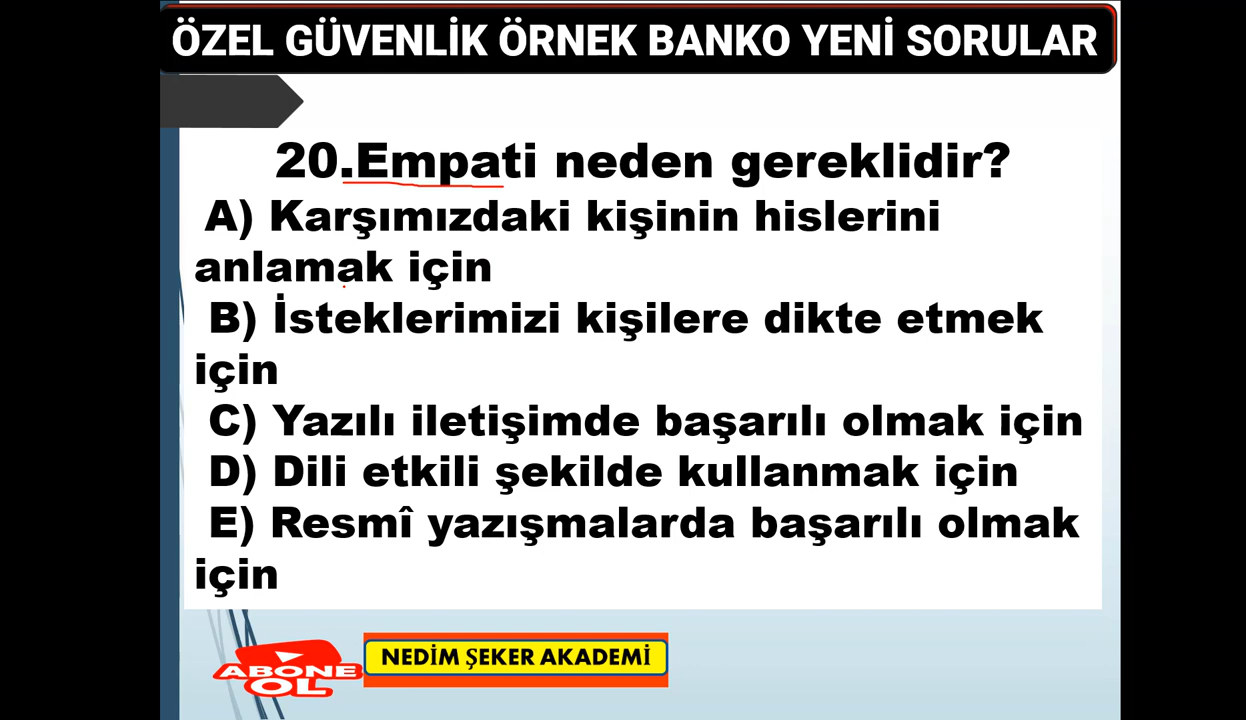 ÖZEL GÜVENLİK ÖRNEK BANKO YENİ SORULAR
20.Empati neden gereklidir?
A) Karşımızdaki kişinin hislerini
anlamak için
B) İsteklerimizi kişilere dikte etmek
için
C) Yazılı iletişimde başarılı olmak için
D) Dili etkili şekilde kullanmak için
E) Resmî yazışmalarda başarılı olmak
için
ABONE
OL
NEDİM ŞEKER AKADEMİ